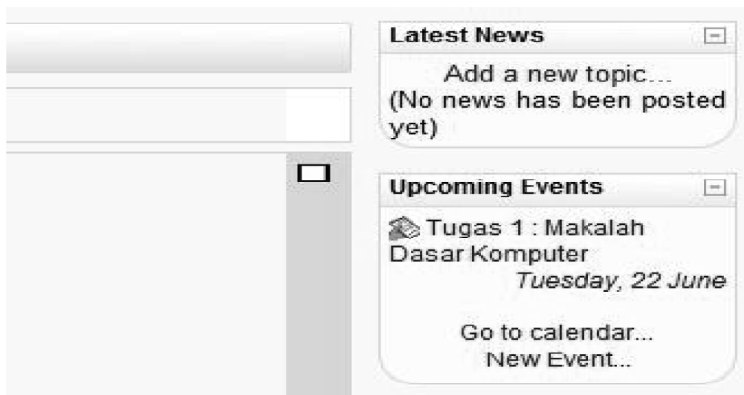 Latest News
Add a new topic...
(No news has been posted
yet)
Upcoming Events
Tugas 1 : Makalah
Dasar Komputer
Tuesday, 22 June
Go to calendar...
New Event...